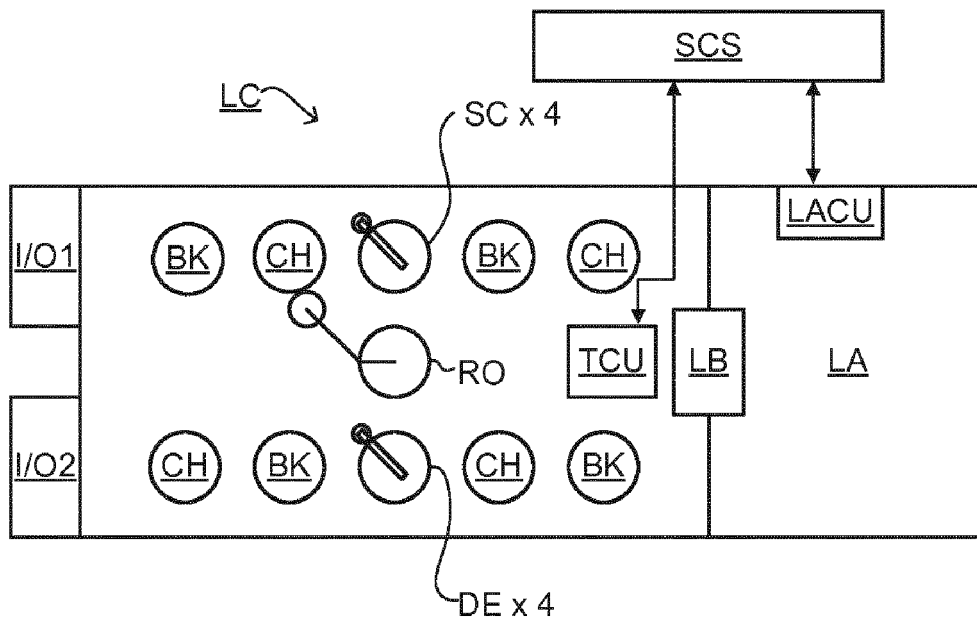 SCS
LC
SC x 4
I/O1
BK
CH
BK
CH
LACU
RO
TCU
LB
LA
I/O2
CH
BK
CH
BK
DE x 4